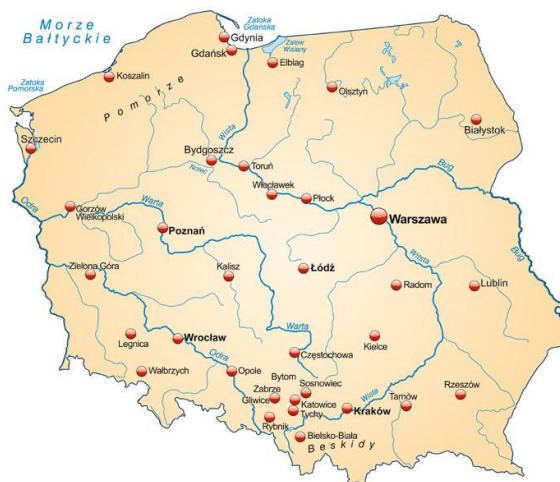 Morze
Bałtyckie
Zatoka
Gdańska
Gdynia
Gdańsk
Zalew
Wislany
Elbląg
Koszalin
Zatoka
Pomorska
Pomorze
Olsztyn
Białystok
Szczecin
Wisła
Bydgoszcz
Toruń
Noteć
Włocławek
Płock
Bug
Odra
Gorzów
Wielkopolski
Warta
Poznań
Warszawa
Wisła
Bug
Zielona Góra
Kalisz
Łódź
Radom
Lublin
Legnica
Wrocław
Odra
Warta
Częstochowa
Kielce
Wałbrzych
Opole
Bytom
Sosnowiec
Zabrze
Gliwice
Katowice
Tychy
Rybnik
Wisła
Kraków
Tarnów
Rzeszów
Bielsko-Biała
Beskidy